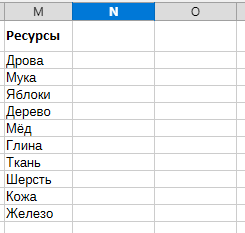 M N O
Ресурсы
Дрова
Мука
Яблоки
Дерево
Мёд
Глина
Ткань
Шерсть
Кожа
Железо